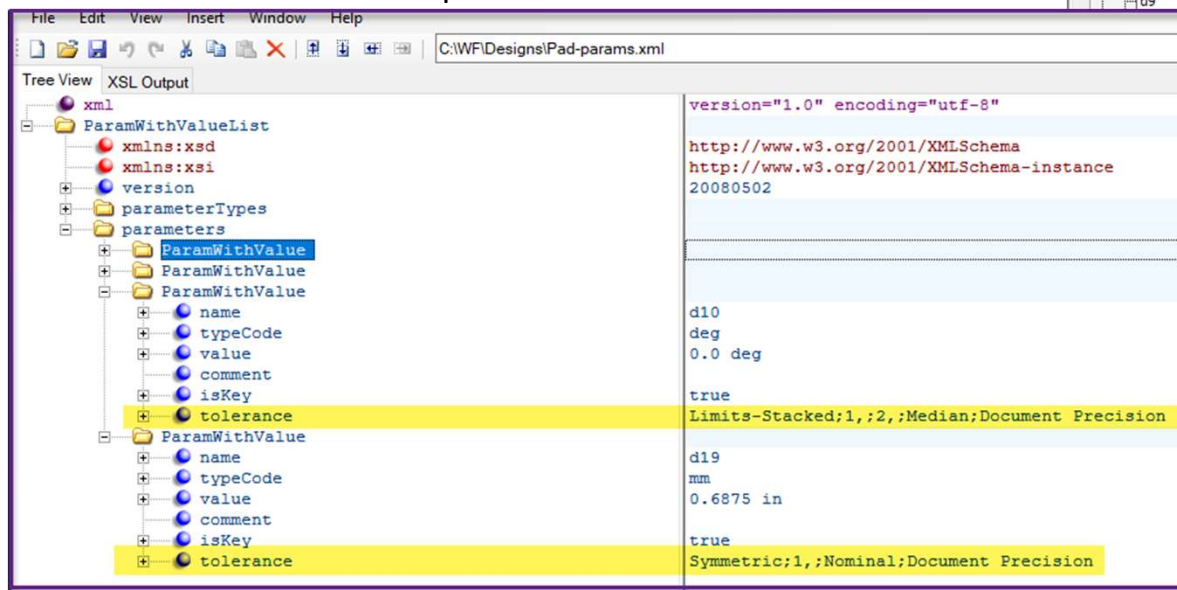 d9
File Edit View Insert Window Help
C:\WF\Designs\Pad-params.xml
Tree View XSL Output
xml version="1.0" encoding="utf-8"
ParamWithValueList
xmlns:xsd http://www.w3.org/2001/XMLSchema
xmlns:xsi http://www.w3.org/2001/XMLSchema-instance
version 20080502
parameterTypes
parameters
ParamWithValue
ParamWithValue
ParamWithValue
name d10
typeCode deg
value 0.0 deg
comment
isKey true
tolerance Limits-Stacked;1,;2,;Median;Document Precision
ParamWithValue
name d19
typeCode mm
value 0.6875 in
comment
isKey true
tolerance Symmetric;1,;Nominal;Document Precision